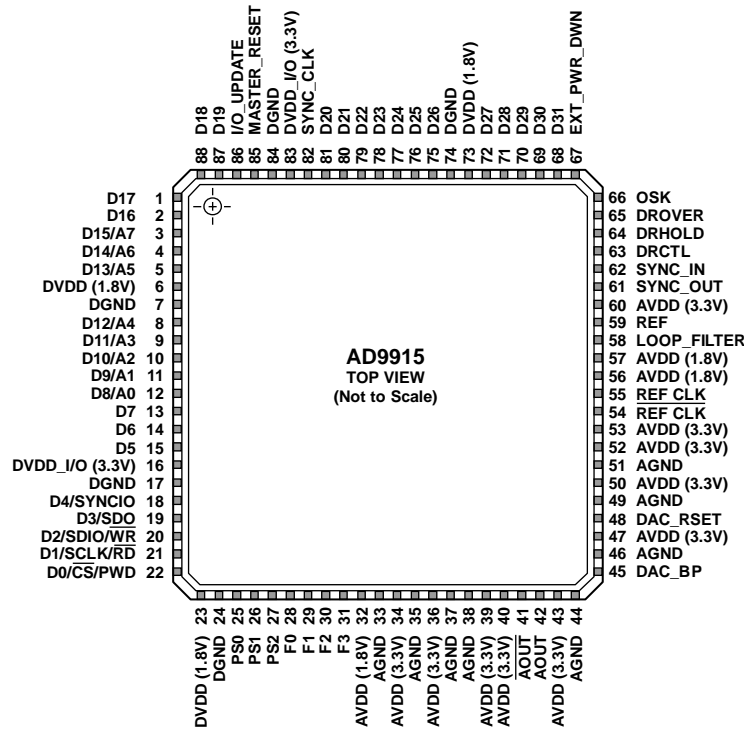 88 D18
87 D19
86 I/O_UPDATE
85 MASTER_RESET
84 DGND
83 DVDD_I/O (3.3V)
82 SYNC_CLK
81 D20
80 D21
79 D22
78 D23
77 D24
76 D25
75 D26
74 DGND
73 DVDD (1.8V)
72 D27
71 D28
70 D29
69 D30
68 D31
67 EXT_PWR_DWN
D17 1
D16 2
D15/A7 3
D14/A6 4
D13/A5 5
DVDD (1.8V) 6
DGND 7
D12/A4 8
D11/A3 9
D10/A2 10
D9/A1 11
D8/A0 12
D7 13
D6 14
D5 15
DVDD_I/O (3.3V) 16
DGND 17
D4/SYNCIO 18
D3/SDO 19
D2/SDIO/W̅R̅ 20
D1/SCLK/R̅D̅ 21
D0/C̅S̅/PWD 22
AD9915
TOP VIEW
(Not to Scale)
66 OSK
65 DROVER
64 DRHOLD
63 DRCTL
62 SYNC_IN
61 SYNC_OUT
60 AVDD (3.3V)
59 REF
58 LOOP_FILTER
57 AVDD (1.8V)
56 AVDD (1.8V)
55 REF CLK
54 R̅E̅F̅ C̅L̅K̅
53 AVDD (3.3V)
52 AVDD (3.3V)
51 AGND
50 AVDD (3.3V)
49 AGND
48 DAC_RSET
47 AVDD (3.3V)
46 AGND
45 DAC_BP
DVDD (1.8V) 23
DGND 24
PS0 25
PS1 26
PS2 27
F0 28
F1 29
F2 30
F3 31
AVDD (1.8V) 32
AGND 33
AVDD (3.3V) 34
AGND 35
AVDD (3.3V) 36
AGND 37
AGND 38
AVDD (3.3V) 39
AVDD (3.3V) 40
A̅O̅U̅T̅ 41
AOUT 42
AVDD (3.3V) 43
AGND 44